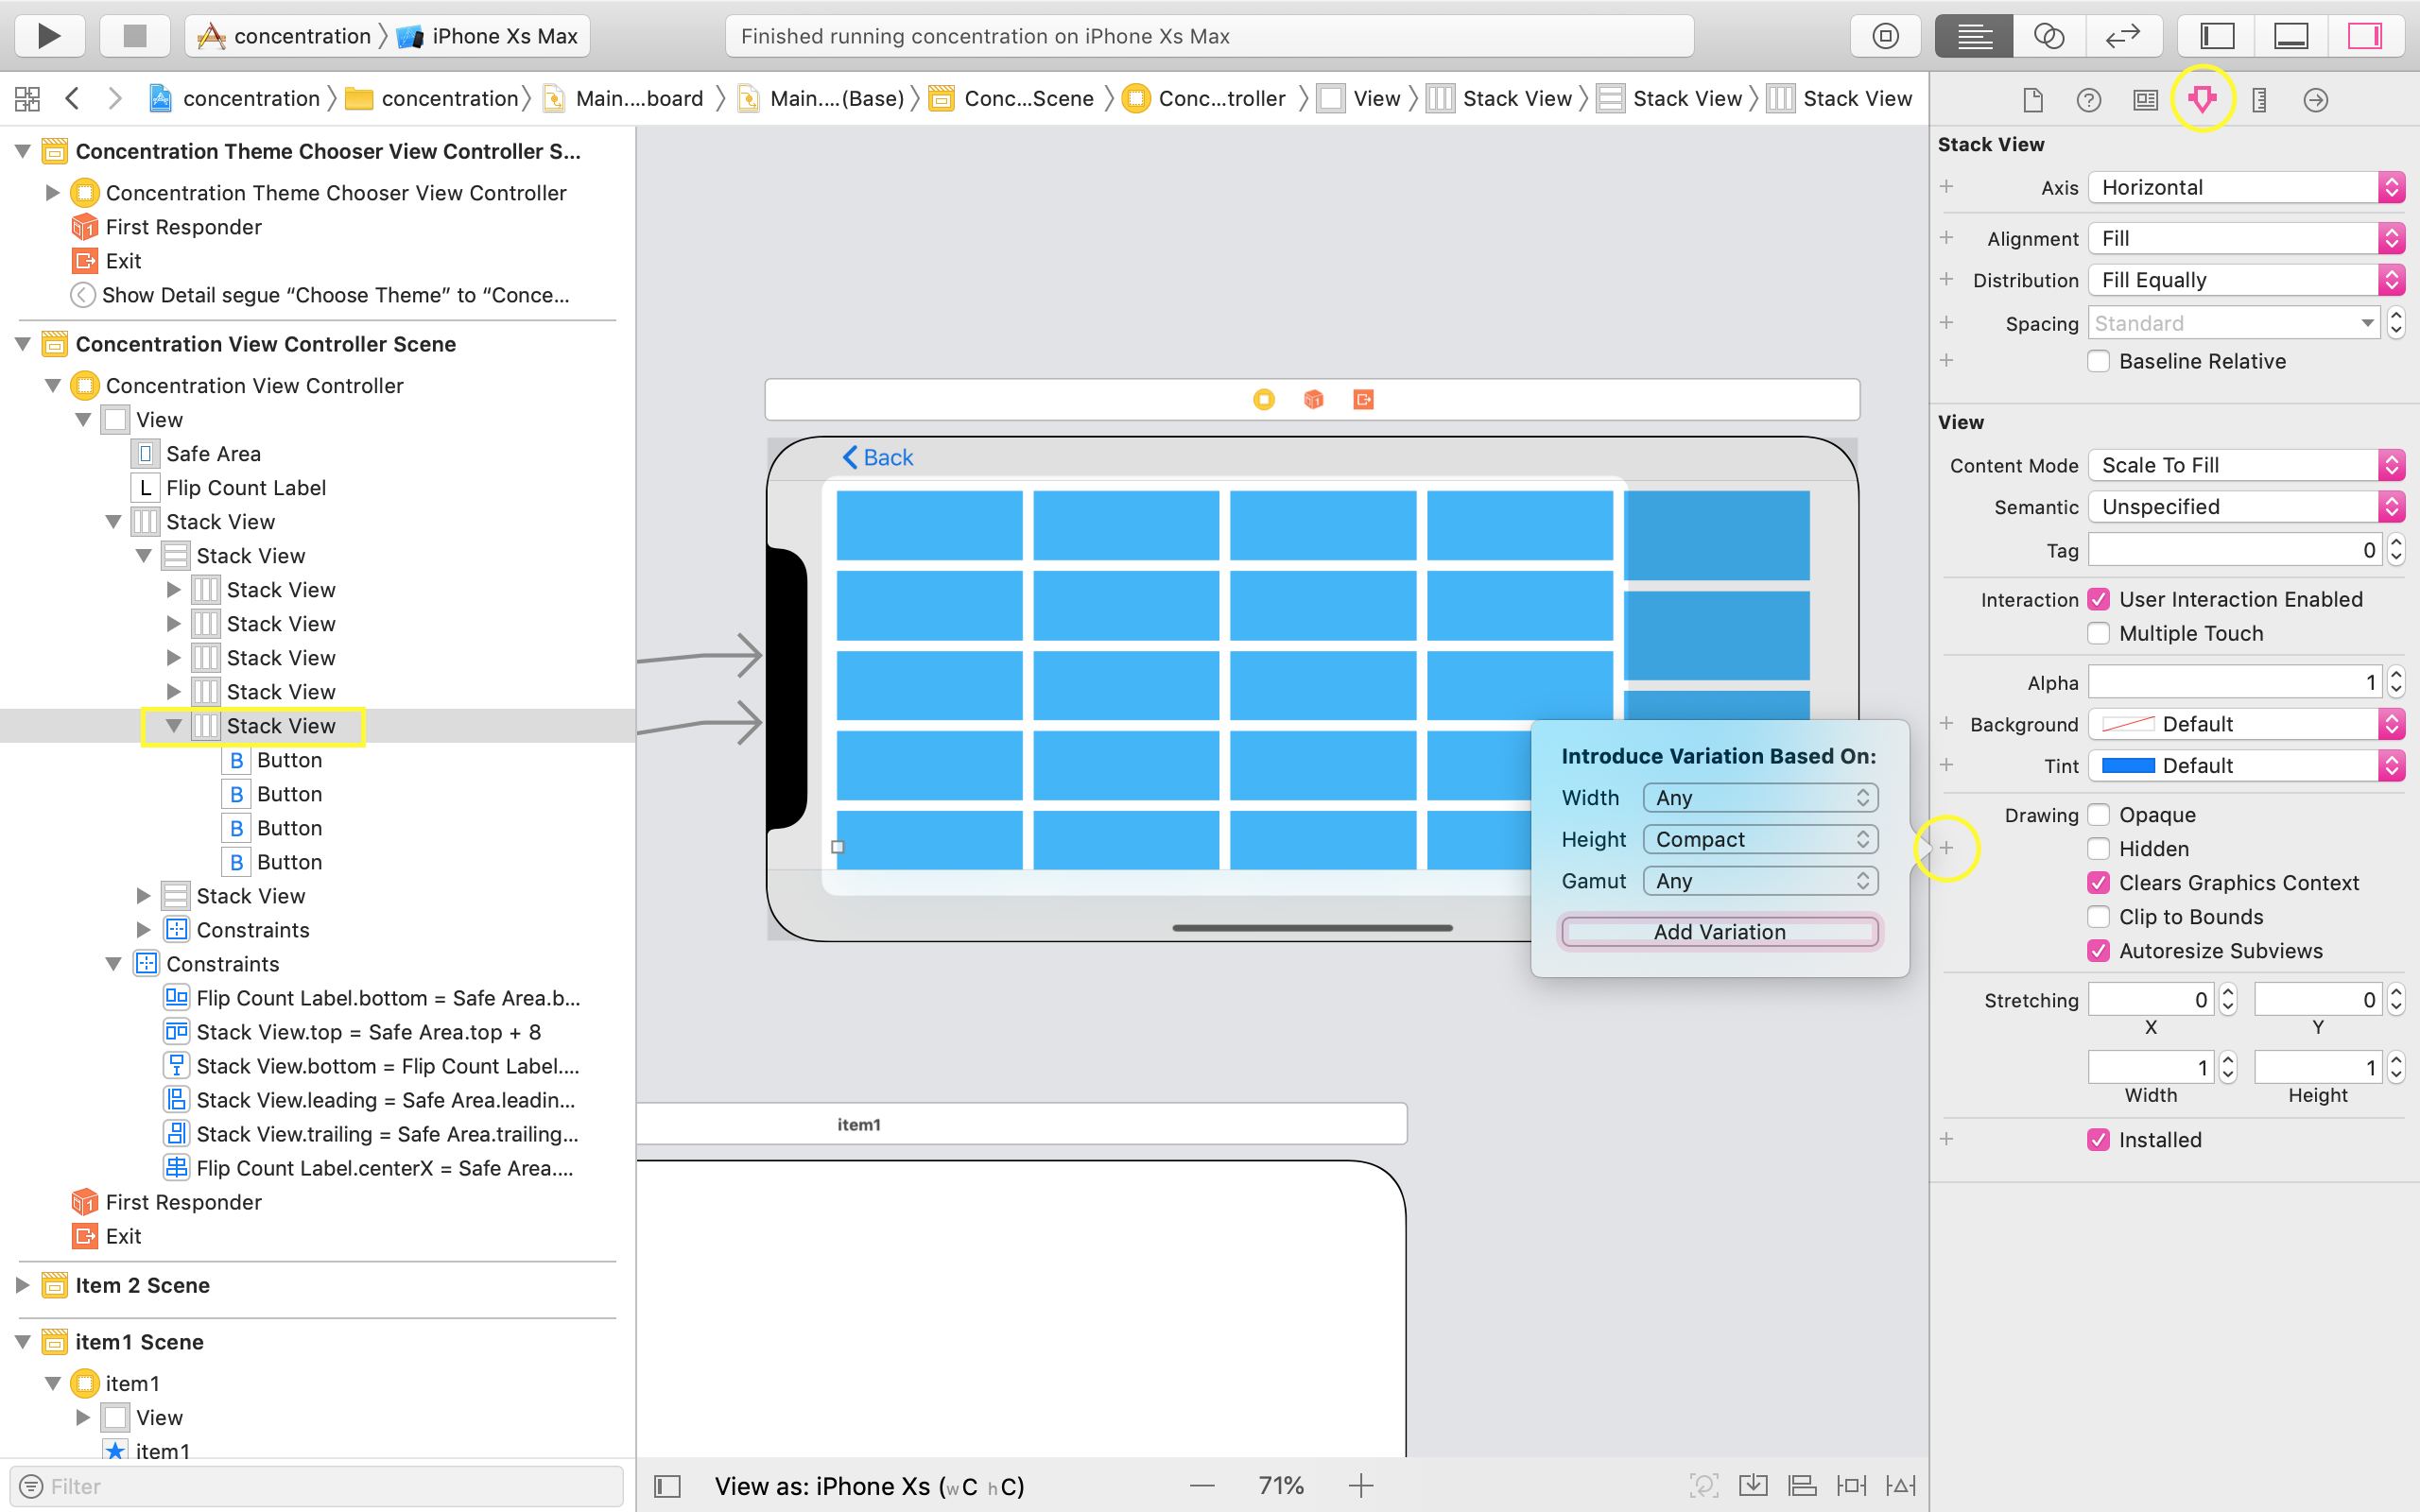 concentration
iPhone Xs Max
Finished running concentration on iPhone Xs Max
concentration
concentration
Main....board
Main....(Base)
Conc...Scene
Conc...troller
View
Stack View
Stack View
Stack View
Concentration Theme Chooser View Controller S...
Concentration Theme Chooser View Controller
First Responder
Exit
Show Detail segue “Choose Theme” to “Conce...
Concentration View Controller Scene
Concentration View Controller
View
Safe Area
L Flip Count Label
Stack View
Stack View
Stack View
Stack View
Stack View
Stack View
Stack View
B Button
B Button
B Button
B Button
Stack View
Constraints
Constraints
Flip Count Label.bottom = Safe Area.b...
Stack View.top = Safe Area.top + 8
Stack View.bottom = Flip Count Label....
Stack View.leading = Safe Area.leadin...
Stack View.trailing = Safe Area.trailing...
Flip Count Label.centerX = Safe Area....
First Responder
Exit
Item 2 Scene
item1 Scene
item1
View
item1
Filter
Back
Introduce Variation Based On:
Width Any
Height Compact
Gamut Any
Add Variation
item1
View as: iPhone Xs (wC hC)
71%
Stack View
Axis Horizontal
Alignment Fill
Distribution Fill Equally
Spacing Standard
Baseline Relative
View
Content Mode Scale To Fill
Semantic Unspecified
Tag 0
Interaction User Interaction Enabled
Multiple Touch
Alpha 1
Background Default
Tint Default
Drawing Opaque
Hidden
Clears Graphics Context
Clip to Bounds
Autoresize Subviews
Stretching 0 0
X Y
1 1
Width Height
Installed